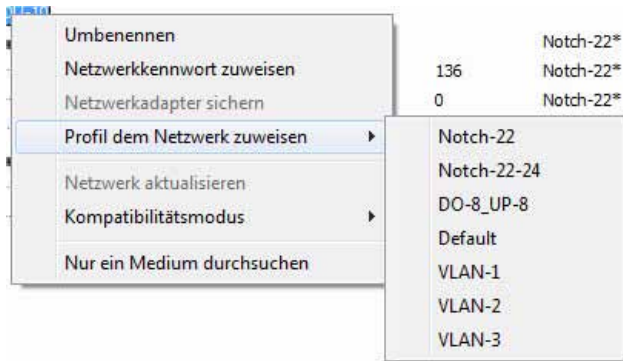 Umbenennen
Notch-22*
Netzwerkkennwort zuweisen
136 Notch-22*
Netzwerkadapter sichern
0 Notch-22*
Profil dem Netzwerk zuweisen
Notch-22
Notch-22-24
Netzwerk aktualisieren
DO-8_UP-8
Kompatibilitätsmodus
Default
Nur ein Medium durchsuchen
VLAN-1
VLAN-2
VLAN-3